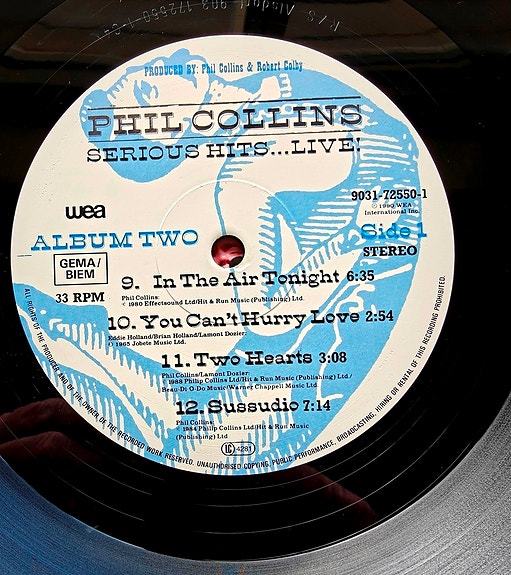 PRODUCED BY: Phil Collins & Robert Colby
PHIL COLLINS
SERIOUS HITS...LIVE!
wea
9031-72550-1
℗ 1990 WEA
International Inc.
ALBUM TWO
Side 1
GEMA/
BIEM
STEREO
33 RPM
9. In The Air Tonight 6:35
Phil Collins:
© 1980 Effectsound Ltd/Hit & Run Music (Publishing) Ltd.
10. You Can't Hurry Love 2:54
Eddie Holland/Brian Holland/Lamont Dozier:
© 1965 Jobete Music Ltd.
11. Two Hearts 3:08
Phil Collins/Lamont Dozier:
© 1988 Philip Collins Ltd/Hit & Run Music (Publishing) Ltd./
Beau-Di O-Do Music/Warner Chappell Music Ltd.
12. Sussudio 7:14
Phil Collins:
© 1984 Philip Collins Ltd/Hit & Run Music
(Publishing) Ltd
LC 4281
ALL RIGHTS OF THE PRODUCER AND OF THE OWNER OF THE RECORDED WORK RESERVED. UNAUTHORISED COPYING, PUBLIC PERFORMANCE, BROADCASTING, HIRING OR RENTAL OF THIS RECORDING PROHIBITED.